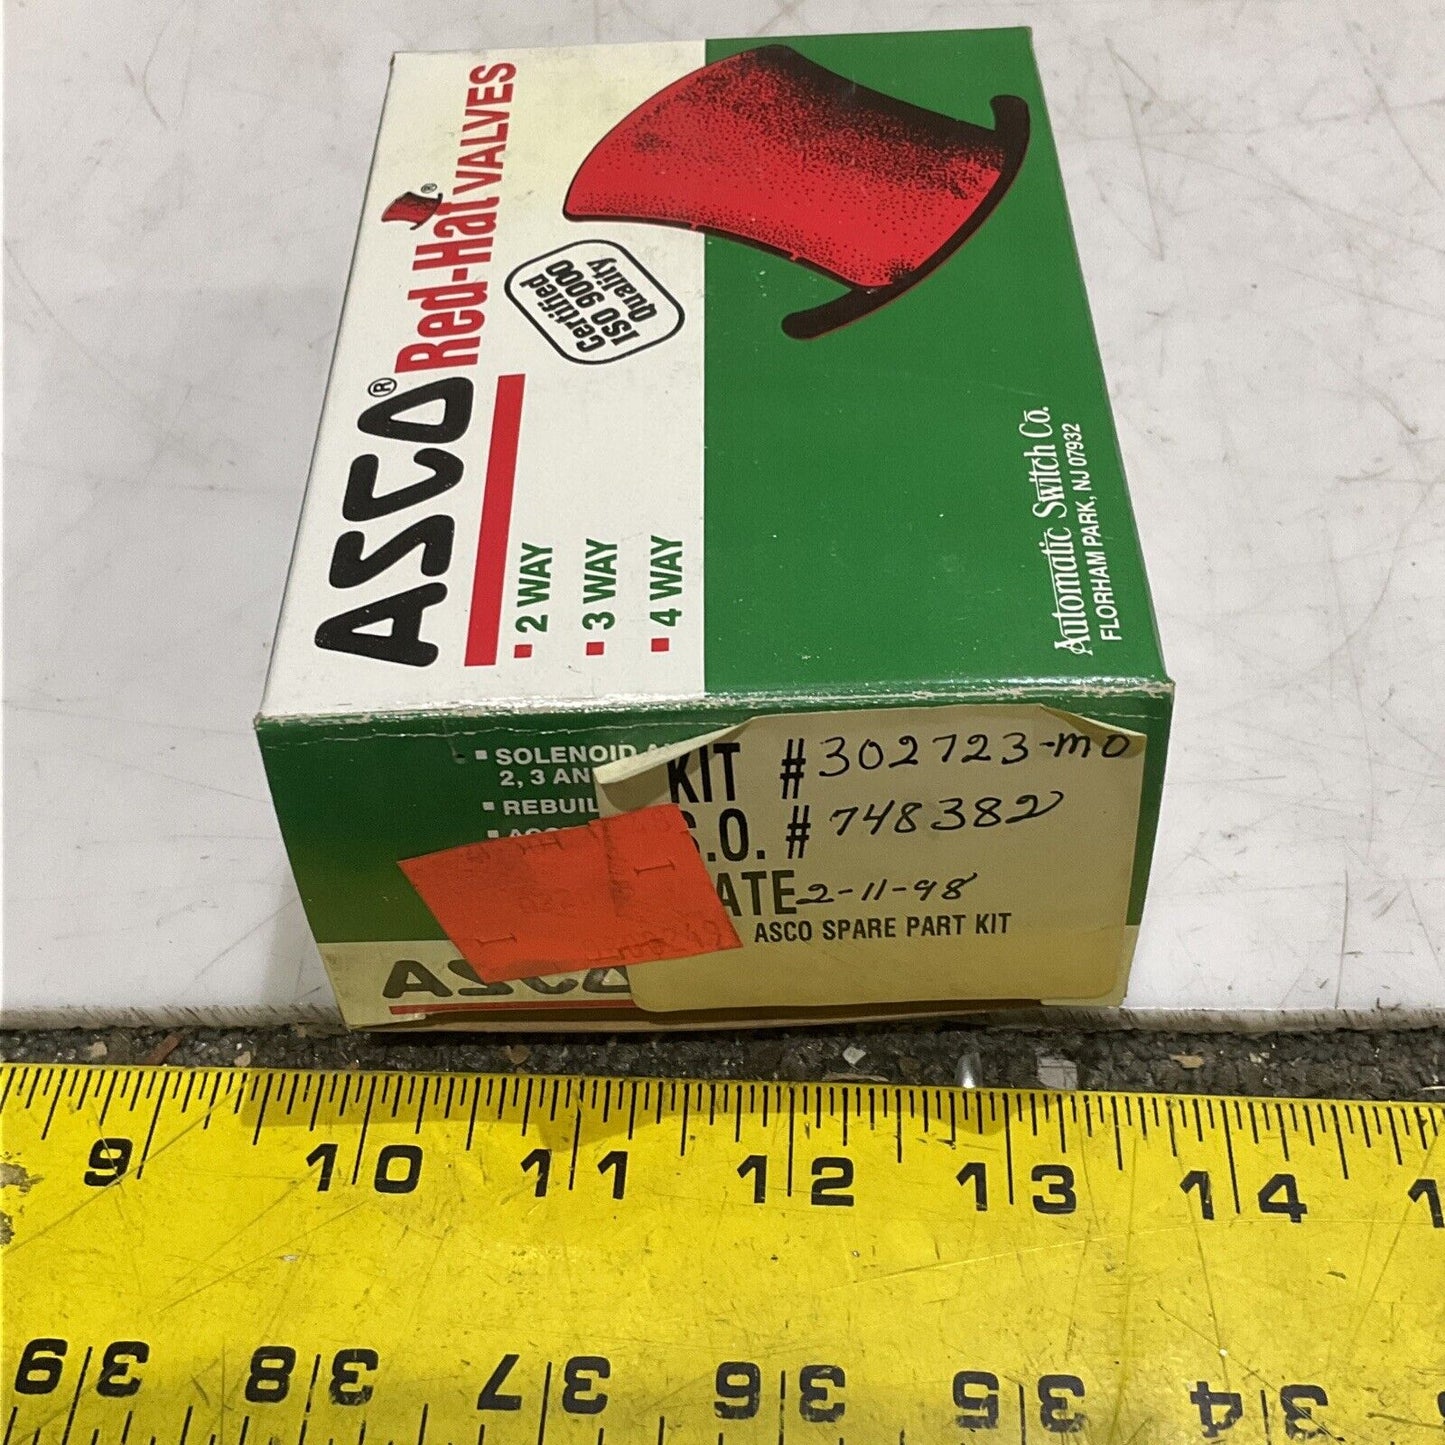 ASCO® Red-Hat® VALVES
Certified
ISO 9000
Quality
2 WAY
3 WAY
4 WAY
Automatic Switch Co.
FLORHAM PARK, NJ 07932
SOLENOID
2, 3 AN
REBUIL
KIT # 302723-MO
S.O. # 748382
ATE 2-11-98
ASCO SPARE PART KIT
ASCO
9 10 11 12 13 14 1
39 38 37 36 35 34